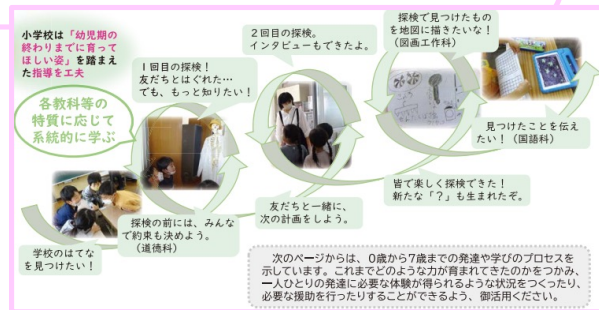 小学校は「幼児期の
終わりまでに育って
ほしい姿」を踏まえ
た指導を工夫
各教科等の
特質に応じて
系統的に学ぶ
学校のはてな
を見つけたい！
１回目の探検！
友だちとはぐれた…
でも、もっと知りたい！
探検の前には、みんな
で約束も決めよう。
（道徳科）
２回目の探検。
インタビューもできたよ。
友だちと一緒に、
次の計画をしよう。
探検で見つけたもの
を地図に描きたいな！
（図画工作科）
皆で楽しく探検できた！
新たな「？」も生まれたぞ。
見つけたことを伝え
たい！（国語科）
次のページからは、０歳から７歳までの発達や学びのプロセスを
示しています。これまでどのような力が育まれてきたのかをつかみ、
一人ひとりの発達に必要な体験が得られるような状況をつくったり、
必要な援助を行ったりすることができるよう、御活用ください。